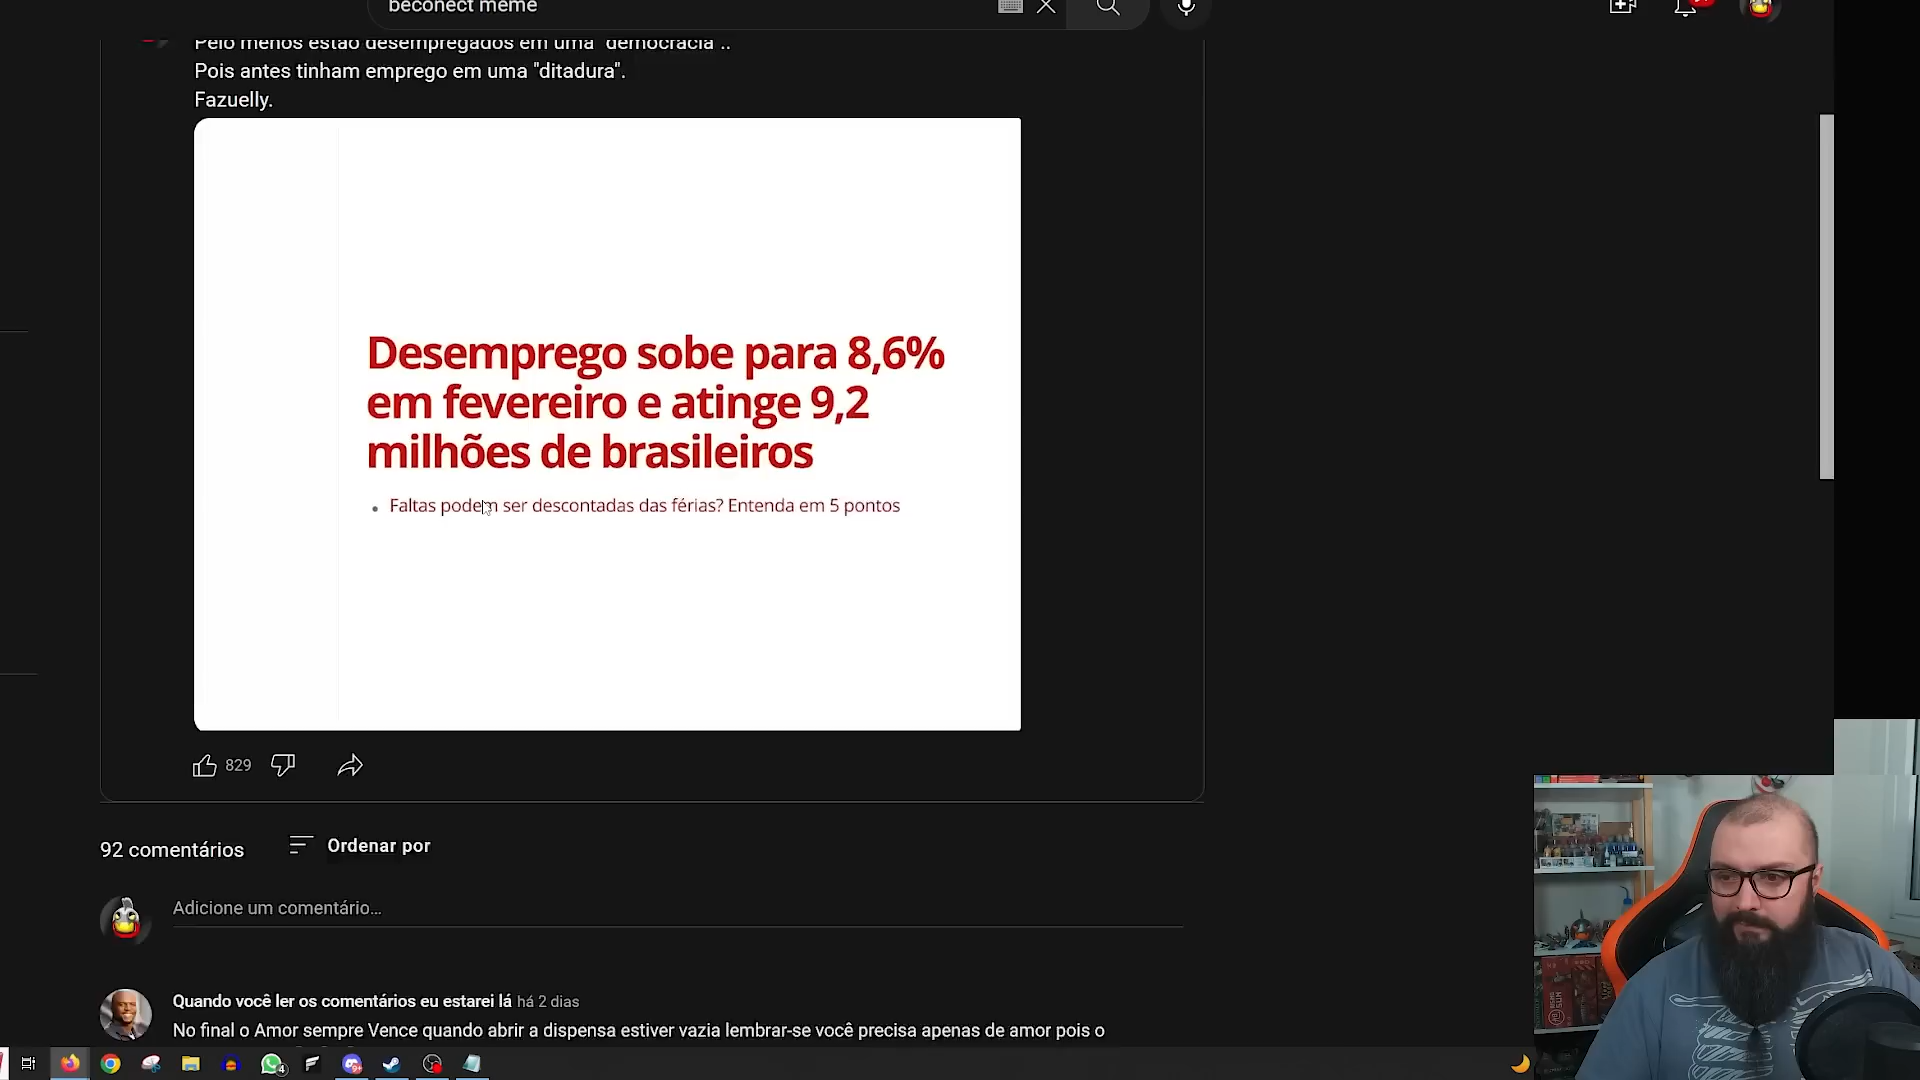 beconect meme
Pelo menos estão desempregados em uma "democracia"..
Pois antes tinham emprego em uma "ditadura".
Fazuelly.
Desemprego sobe para 8,6%
em fevereiro e atinge 9,2
milhões de brasileiros
• Faltas podem ser descontadas das férias? Entenda em 5 pontos
829
92 comentários
Ordenar por
Adicione um comentário...
Quando você ler os comentários eu estarei lá há 2 dias
No final o Amor sempre Vence quando abrir a dispensa estiver vazia lembrar-se você precisa apenas de amor pois o